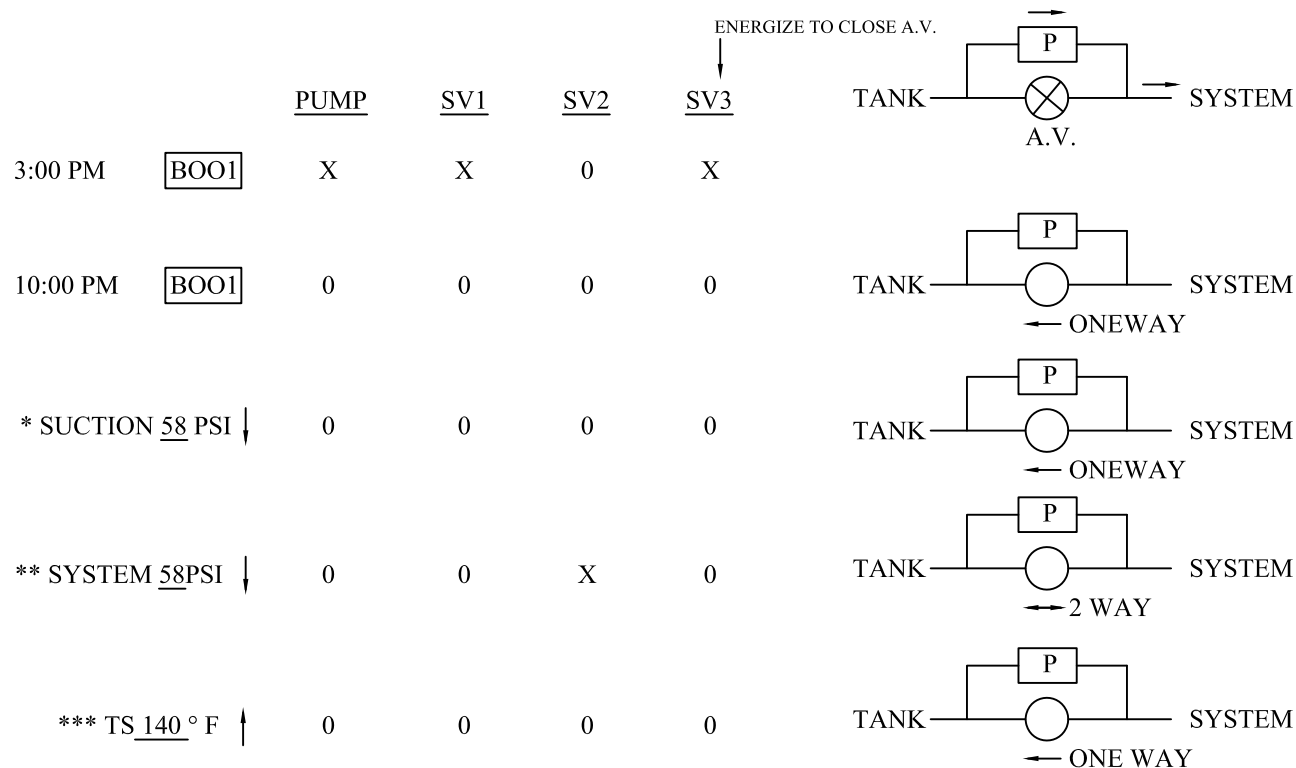 ENERGIZE TO CLOSE A.V.
PUMP SV1 SV2 SV3
P
TANK SYSTEM
A.V.
3:00 PM BOO1 X X 0 X
P
10:00 PM BOO1 0 0 0 0 TANK SYSTEM
ONEWAY
P
* SUCTION 58 PSI 0 0 0 0 TANK SYSTEM
ONEWAY
P
** SYSTEM 58PSI 0 0 X 0 TANK SYSTEM
2 WAY
P
*** TS 140 ° F 0 0 0 0 TANK SYSTEM
ONE WAY